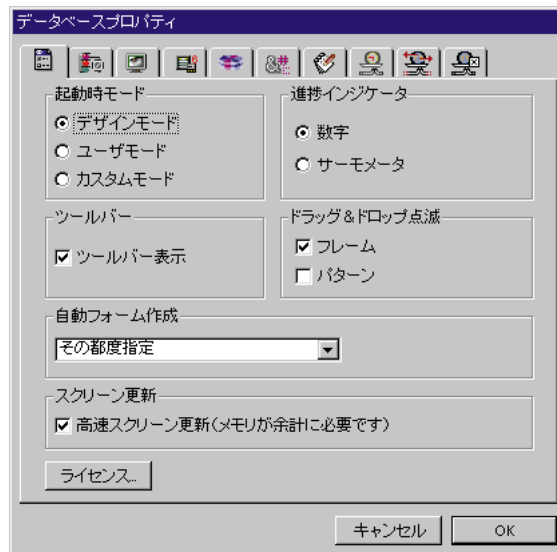 データベースプロパティ
起動時モード
デザインモード
ユーザモード
カスタムモード
進捗インジケータ
数字
サーモメータ
ツールバー
ツールバー表示
ドラッグ&ドロップ点滅
フレーム
パターン
自動フォーム作成
その都度指定
スクリーン更新
高速スクリーン更新(メモリが余計に必要です)
ライセンス...
キャンセル
OK